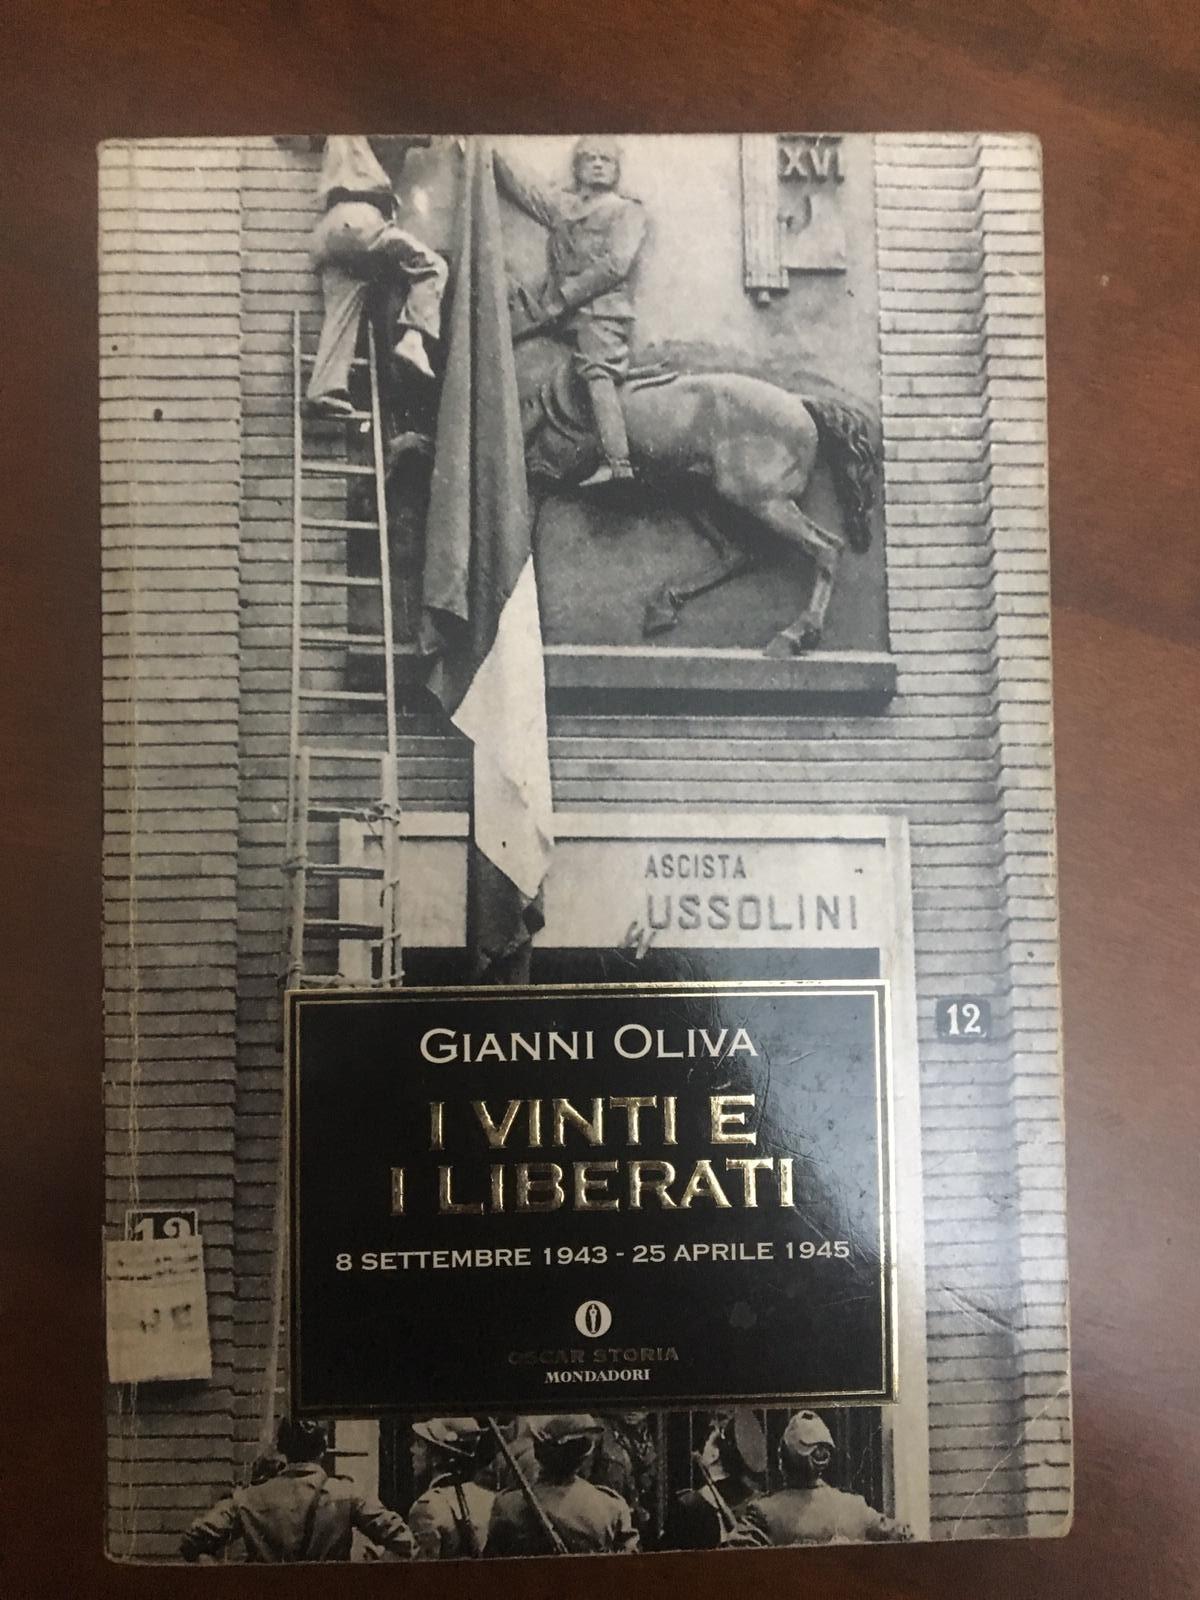 XVI
ASCISTA
USSOLINI
12
GIANNI OLIVA
I VINTI E
I LIBERATI
8 SETTEMBRE 1943 - 25 APRILE 1945
OSCAR STORIA
MONDADORI